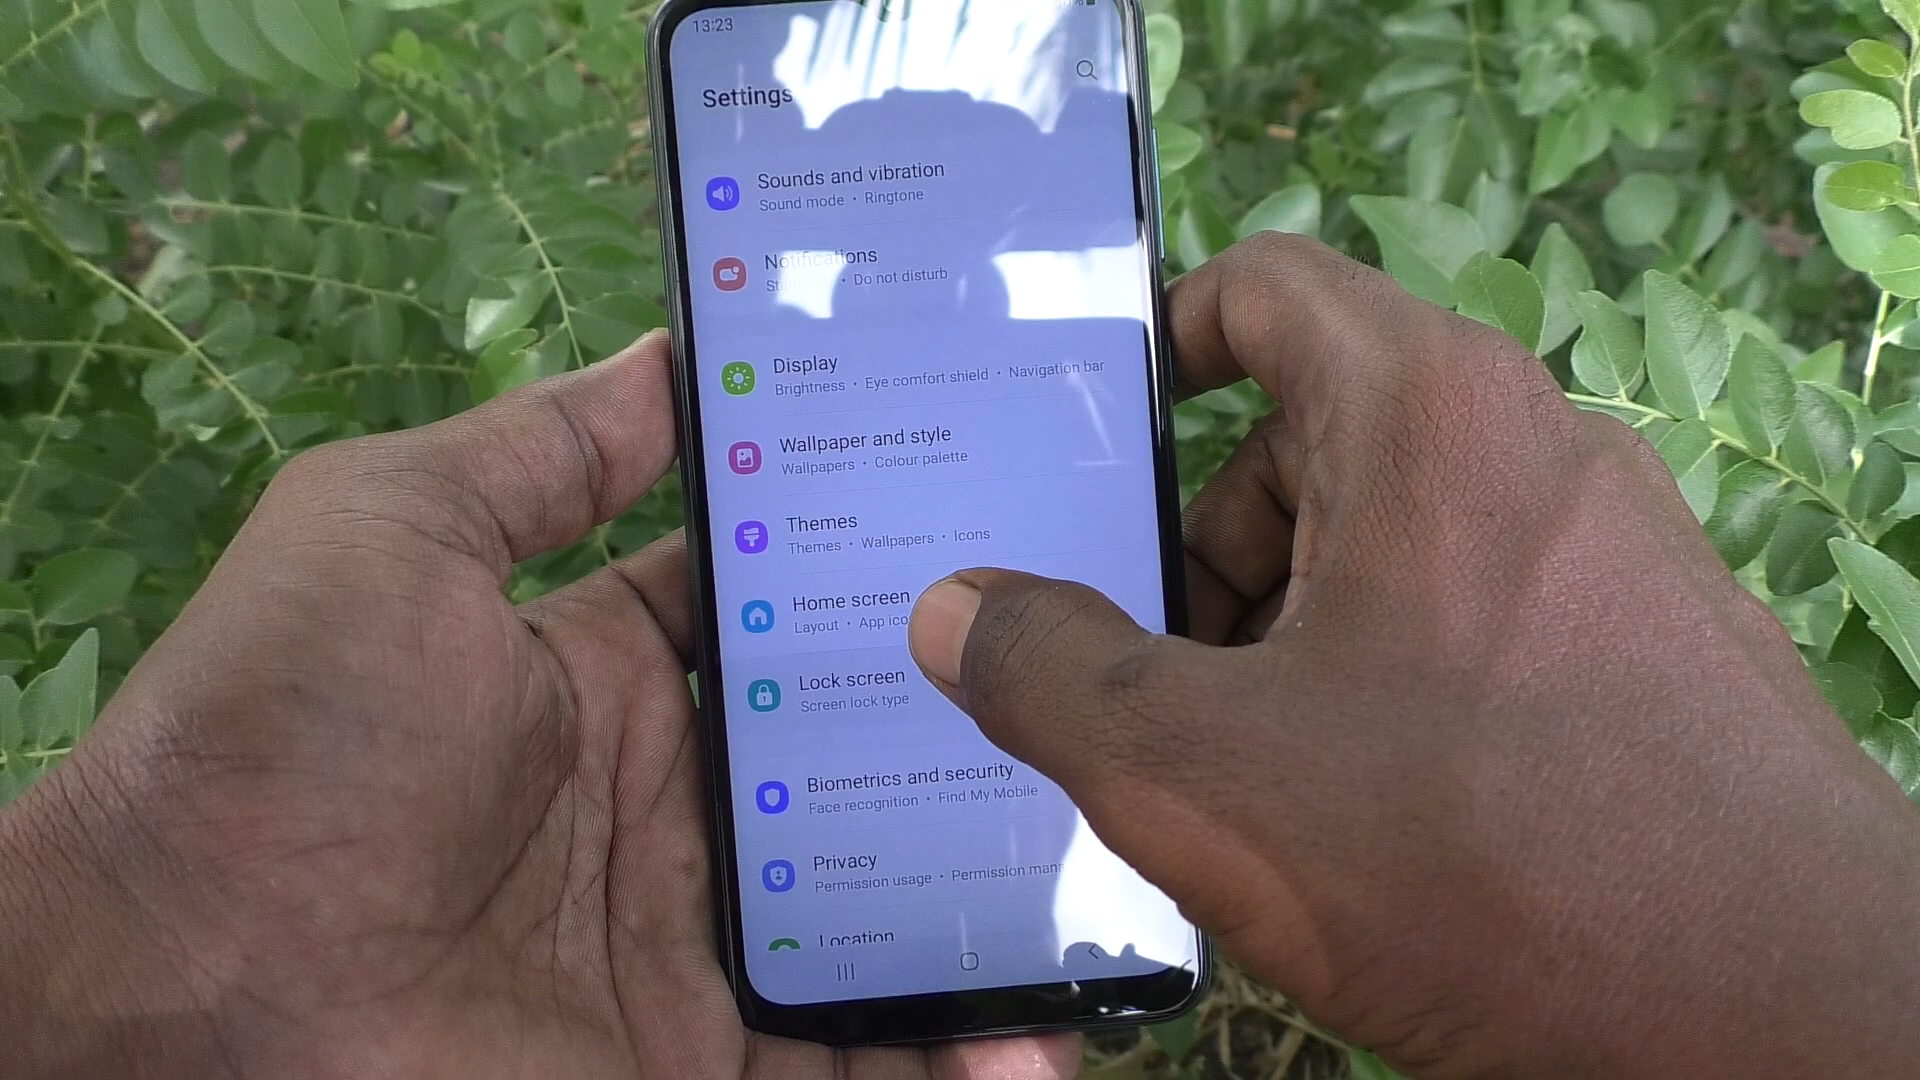 13:23
Settings
Sounds and vibration
Sound mode • Ringtone
Notifications
• Do not disturb
Display
Brightness • Eye comfort shield • Navigation bar
Wallpaper and style
Wallpapers • Colour palette
Themes
Themes • Wallpapers • Icons
Home screen
Layout • App
Lock screen
Screen lock type
Biometrics and security
Face recognition • Find My Mobile
Privacy
Permission usage • Permission
Location